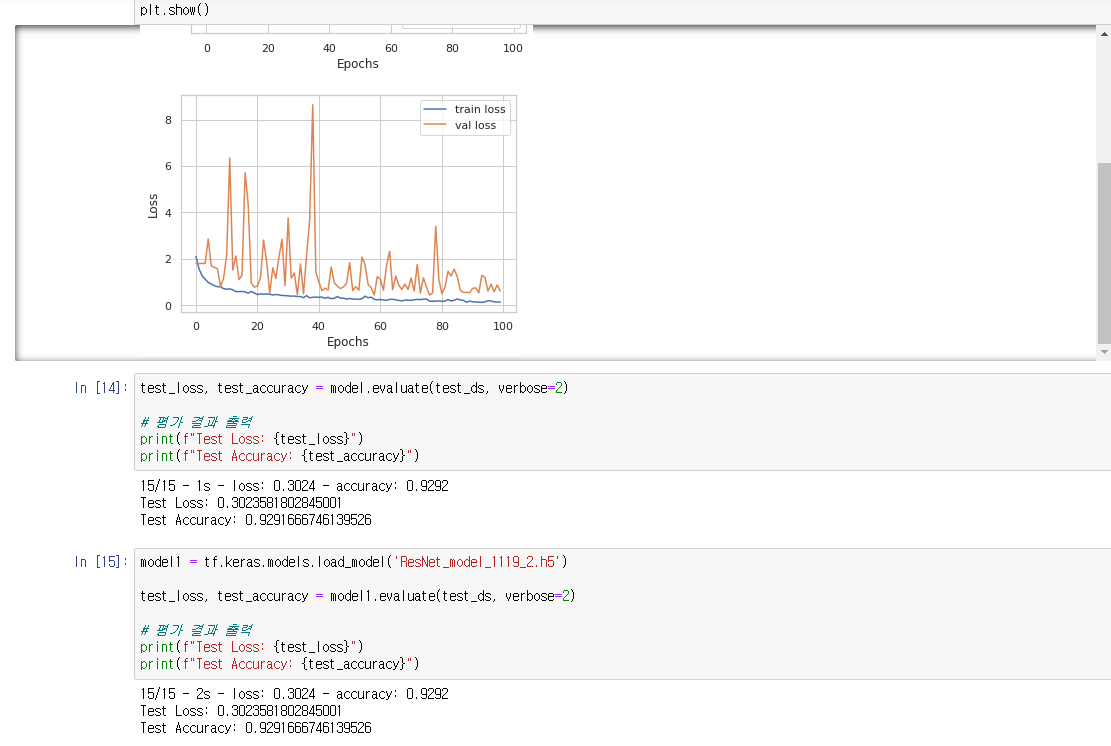 plt.show()
0 20 40 60 80 100
Epochs
train loss
val loss
8
6
4
2
0
Loss
0 20 40 60 80 100
Epochs
In [14]:
test_loss, test_accuracy = model.evaluate(test_ds, verbose=2)
# 평가 결과 출력
print(f"Test Loss: {test_loss}")
print(f"Test Accuracy: {test_accuracy}")
15/15 - 1s - loss: 0.3024 - accuracy: 0.9292
Test Loss: 0.3023581802845001
Test Accuracy: 0.9291666746139526
In [15]:
model1 = tf.keras.models.load_model('ResNet_model_1119_2.h5')
test_loss, test_accuracy = model1.evaluate(test_ds, verbose=2)
# 평가 결과 출력
print(f"Test Loss: {test_loss}")
print(f"Test Accuracy: {test_accuracy}")
15/15 - 2s - loss: 0.3024 - accuracy: 0.9292
Test Loss: 0.3023581802845001
Test Accuracy: 0.9291666746139526